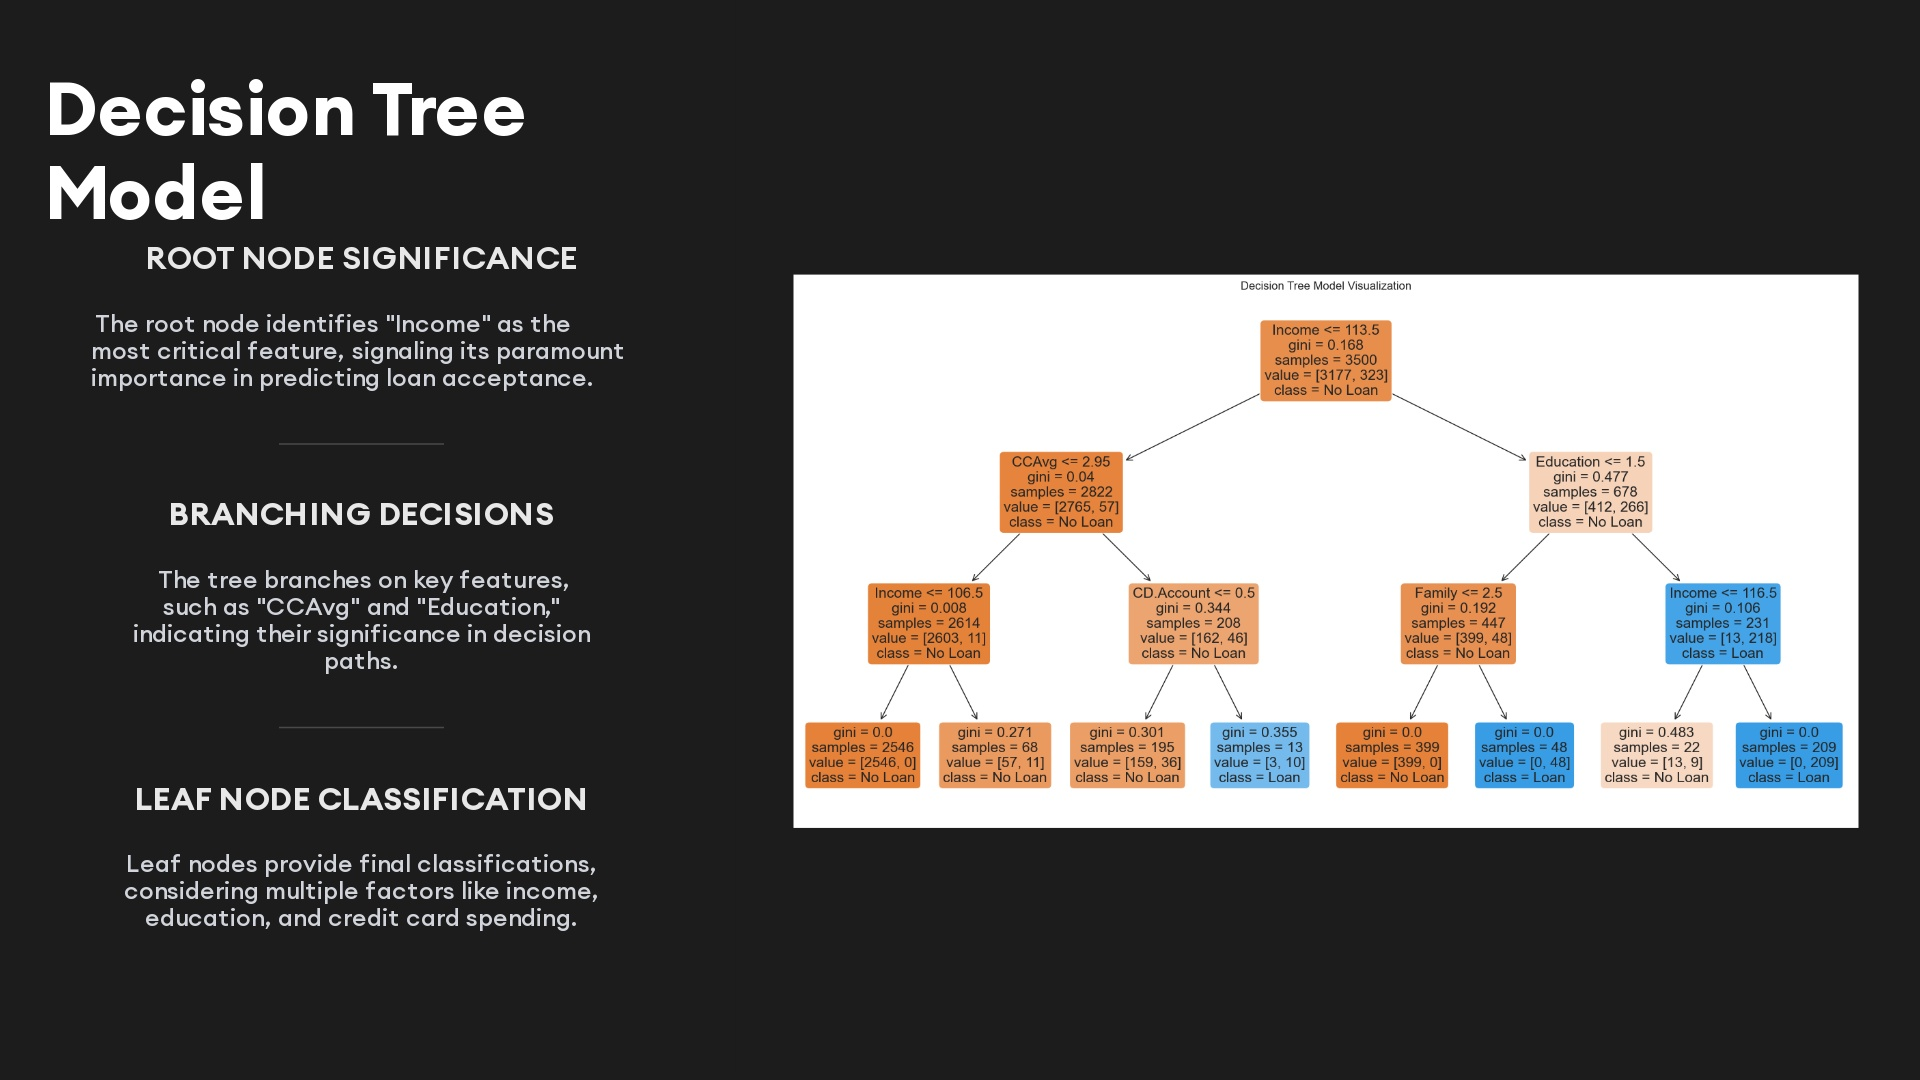 Decision Tree
Model
ROOT NODE SIGNIFICANCE
The root node identifies "Income" as the
most critical feature, signaling its paramount
importance in predicting loan acceptance.
BRANCHING DECISIONS
The tree branches on key features,
such as "CCAvg" and "Education,"
indicating their significance in decision
paths.
LEAF NODE CLASSIFICATION
Leaf nodes provide final classifications,
considering multiple factors like income,
education, and credit card spending.
Decision Tree Model Visualization
Income <= 113.5
gini = 0.168
samples = 3500
value = [3177, 323]
class = No Loan
CCAvg <= 2.95
gini = 0.04
samples = 2822
value = [2765, 57]
class = No Loan
Education <= 1.5
gini = 0.477
samples = 678
value = [412, 266]
class = No Loan
Income <= 106.5
gini = 0.008
samples = 2614
value = [2603, 11]
class = No Loan
CD.Account <= 0.5
gini = 0.344
samples = 208
value = [162, 46]
class = No Loan
Family <= 2.5
gini = 0.192
samples = 447
value = [399, 48]
class = No Loan
Income <= 116.5
gini = 0.106
samples = 231
value = [13, 218]
class = Loan
gini = 0.0
samples = 2546
value = [2546, 0]
class = No Loan
gini = 0.271
samples = 68
value = [57, 11]
class = No Loan
gini = 0.301
samples = 195
value = [159, 36]
class = No Loan
gini = 0.355
samples = 13
value = [3, 10]
class = Loan
gini = 0.0
samples = 399
value = [399, 0]
class = No Loan
gini = 0.0
samples = 48
value = [0, 48]
class = Loan
gini = 0.483
samples = 22
value = [13, 9]
class = No Loan
gini = 0.0
samples = 209
value = [0, 209]
class = Loan